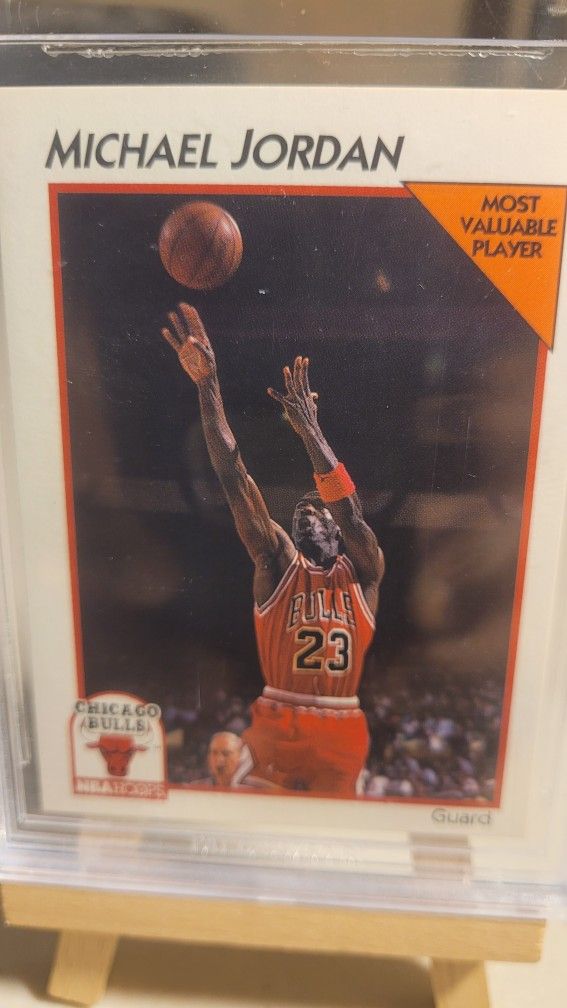 MICHAEL JORDAN
MOST
VALUABLE
PLAYER
BULLS
23
CHICAGO
BULLS
NBA HOOPS
Guard